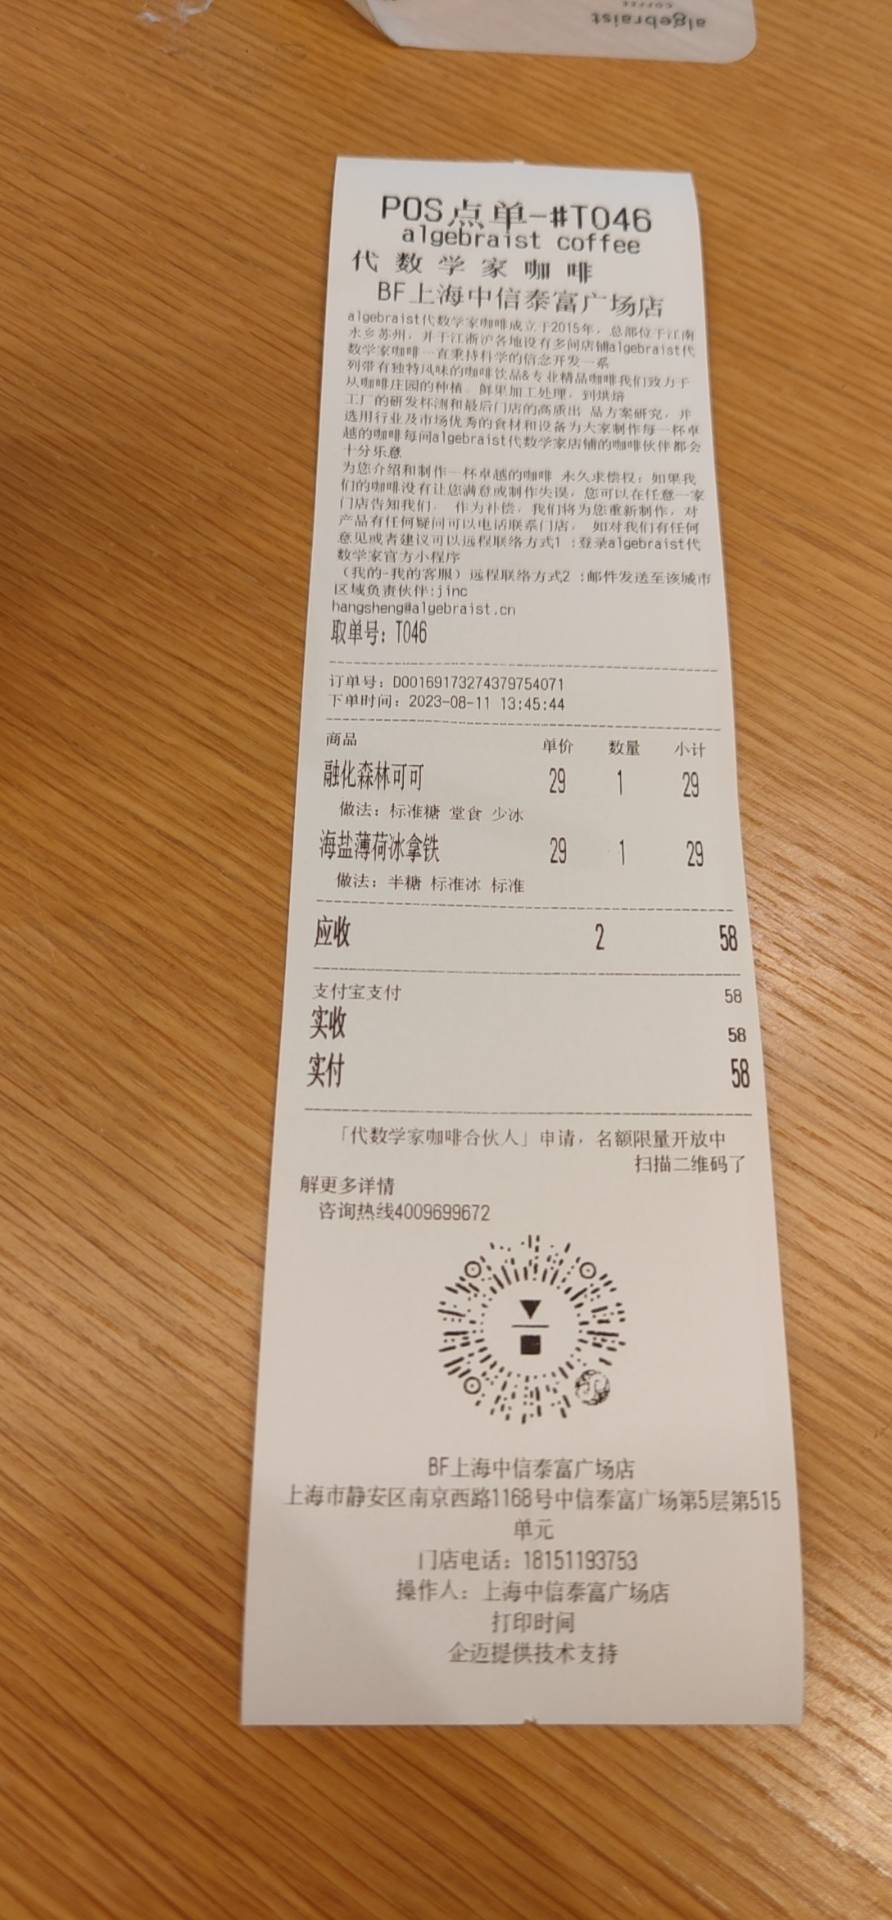 algebraist
COFFEE
POS点单-#T046
algebraist coffee
代数学家咖啡
BF上海中信泰富广场店
algebraist代数学家咖啡成立于2015年，总部位于江南
水乡苏州，并于江浙沪各地设有多间店铺algebraist代
数学家咖啡一直秉持科学的信念开发一系
列带有独特风味的咖啡饮品&专业精品咖啡我们致力于
从咖啡庄园的种植，鲜果加工处理，到烘焙
工厂的研发杯测和最后门店的高质出 品方案研究，并
选用行业及市场优秀的食材和设备为大家制作每一杯卓
越的咖啡每间algebraist代数学家店铺的咖啡伙伴都会
十分乐意
为您介绍和制作一杯卓越的咖啡 永久求偿权：如果我
们的咖啡没有让您满意或制作失误，您可以在任意一家
门店告知我们， 作为补偿，我们将为您重新制作，对
产品有任何疑问可以电话联系门店， 如对我们有任何
意见或者建议可以远程联络方式1 :登录algebraist代
数学家官方小程序
（我的-我的客服）远程联络方式2 :邮件发送至该城市
区域负责伙伴:jinc
hangsheng@algebraist.cn
取单号：T046
订单号：D001691732743797540​71
下单时间：2023-08-11 13:45:44
商品 单价 数量 小计
融化森林可可 29 1 29
做法：标准糖 堂食 少冰
海盐薄荷冰拿铁 29 1 29
做法：半糖 标准冰 标准
应收 2 58
支付宝支付 58
实收 58
实付 58
「代数学家咖啡合伙人」申请，名额限量开放中
扫描二维码了
解更多详情
咨询热线4009699672
BF上海中信泰富广场店
上海市静安区南京西路1168号中信泰富广场第5层第515
单元
门店电话：18151193753
操作人：上海中信泰富广场店
打印时间
企迈提供技术支持